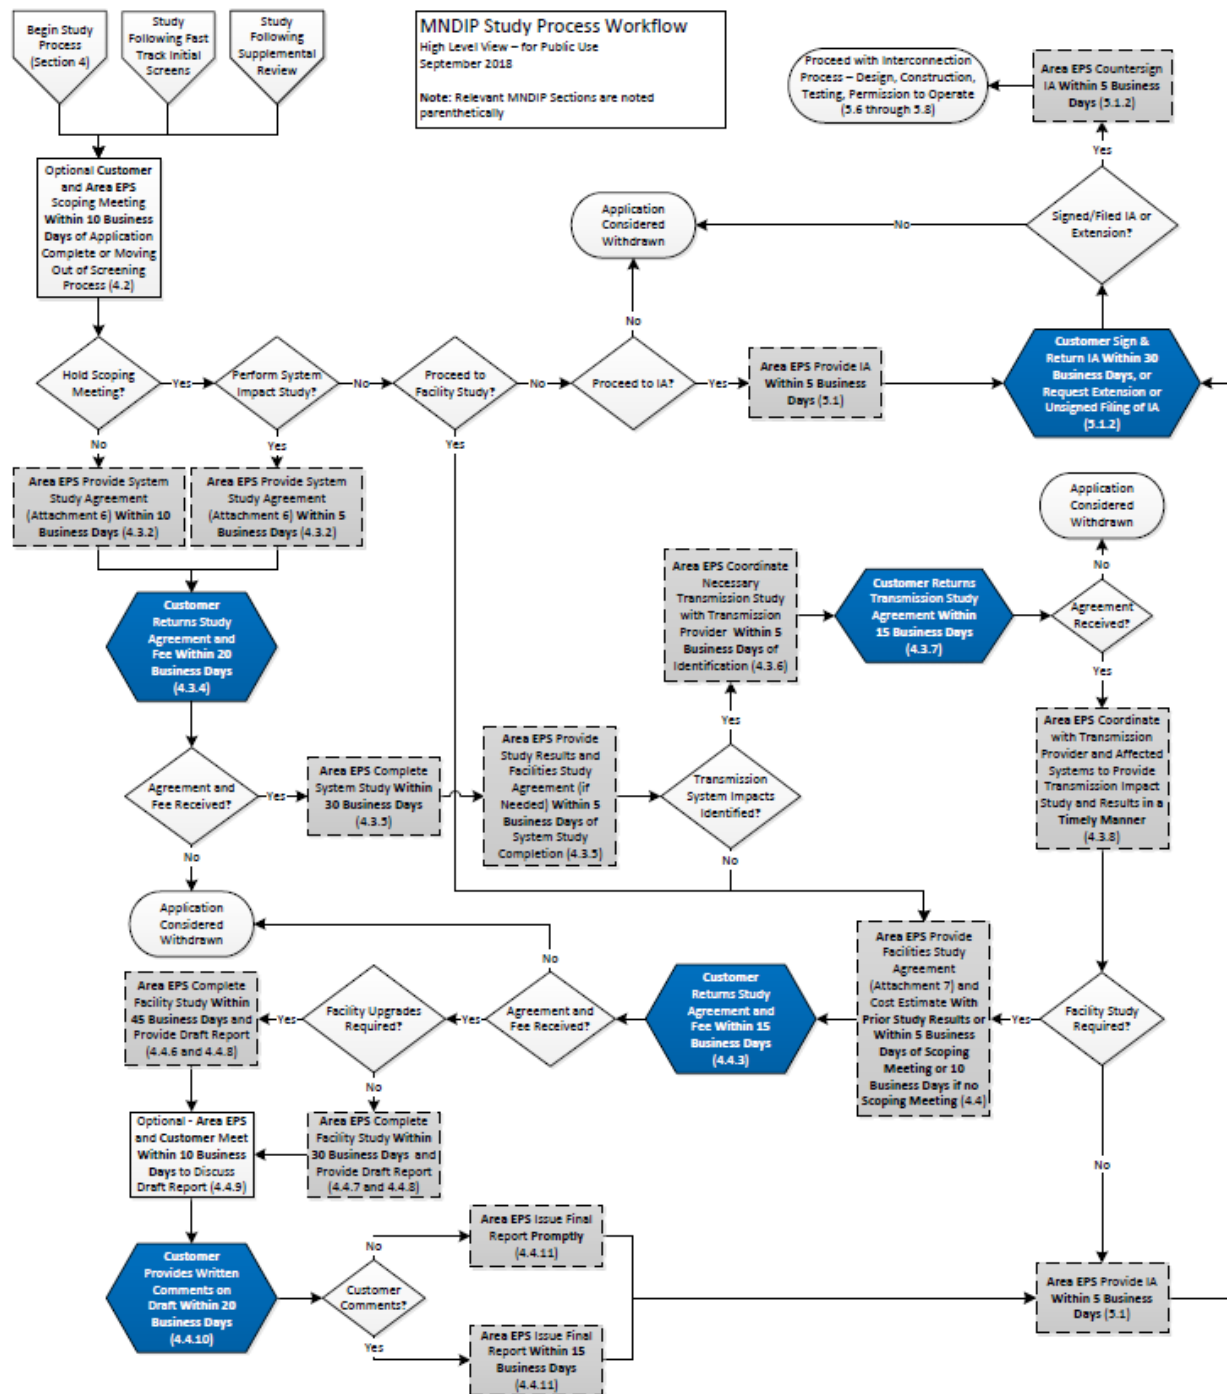 Begin Study
Process
(Section 4)
Study
Following Fast
Track Initial
Screens
Study
Following
Supplemental
Review
MNDIP Study Process Workflow
High Level View – for Public Use
September 2018
Note: Relevant MNDIP Sections are noted
parenthetically
Proceed with Interconnection
Process – Design, Construction,
Testing, Permission to Operate
(5.6 through 5.8)
Area EPS Countersign
IA Within 5 Business
Days (5.1.2)
Yes
Optional Customer
and Area EPS
Scoping Meeting
Within 10 Business
Days of Application
Complete or Moving
Out of Screening
Process (4.2)
Application
Considered
Withdrawn
No
Signed/Filed IA or
Extension?
No
Hold Scoping
Meeting?
Yes
Perform System
Impact Study?
No
Proceed to
Facility Study?
No
Proceed to IA?
Yes
Area EPS Provide IA
Within 5 Business
Days (5.1)
Customer Sign &
Return IA Within 30
Business Days, or
Request Extension or
Unsigned Filing of IA
(5.1.2)
No
Yes
Yes
Area EPS Provide System
Study Agreement
(Attachment 6) Within 10
Business Days (4.3.2)
Area EPS Provide System
Study Agreement
(Attachment 6) Within 5
Business Days (4.3.2)
Application
Considered
Withdrawn
No
Customer
Returns Study
Agreement and
Fee Within 20
Business Days
(4.3.4)
Area EPS Coordinate
Necessary
Transmission Study
with Transmission
Provider Within 5
Business Days of
Identification (4.3.6)
Customer Returns
Transmission Study
Agreement Within
15 Business Days
(4.3.7)
Agreement
Received?
Yes
Yes
Agreement and
Fee Received?
Yes
Area EPS Complete
System Study Within
30 Business Days
(4.3.5)
Area EPS Provide
Study Results and
Facilities Study
Agreement (if
Needed) Within 5
Business Days of
System Study
Completion (4.3.5)
Transmission
System Impacts
Identified?
Area EPS Coordinate
with Transmission
Provider and Affected
Systems to Provide
Transmission Impact
Study and Results in a
Timely Manner
(4.3.8)
No
No
Application
Considered
Withdrawn
No
Area EPS Complete
Facility Study Within
45 Business Days and
Provide Draft Report
(4.4.6 and 4.4.8)
Yes
Facility Upgrades
Required?
Yes
Agreement and
Fee Received?
Customer
Returns Study
Agreement and
Fee Within 15
Business Days
(4.4.3)
Area EPS Provide
Facilities Study
Agreement
(Attachment 7) and
Cost Estimate With
Prior Study Results or
Within 5 Business
Days of Scoping
Meeting or 10
Business Days if no
Scoping Meeting (4.4)
Yes
Facility Study
Required?
No
Optional - Area EPS
and Customer Meet
Within 10 Business
Days to Discuss
Draft Report (4.4.9)
Area EPS Complete
Facility Study Within
30 Business Days and
Provide Draft Report
(4.4.7 and 4.4.8)
No
Customer
Provides Written
Comments on
Draft Within 20
Business Days
(4.4.10)
No
Customer
Comments?
Yes
Area EPS Issue Final
Report Promptly
(4.4.11)
Area EPS Issue Final
Report Within 15
Business Days
(4.4.11)
Area EPS Provide IA
Within 5 Business
Days (5.1)